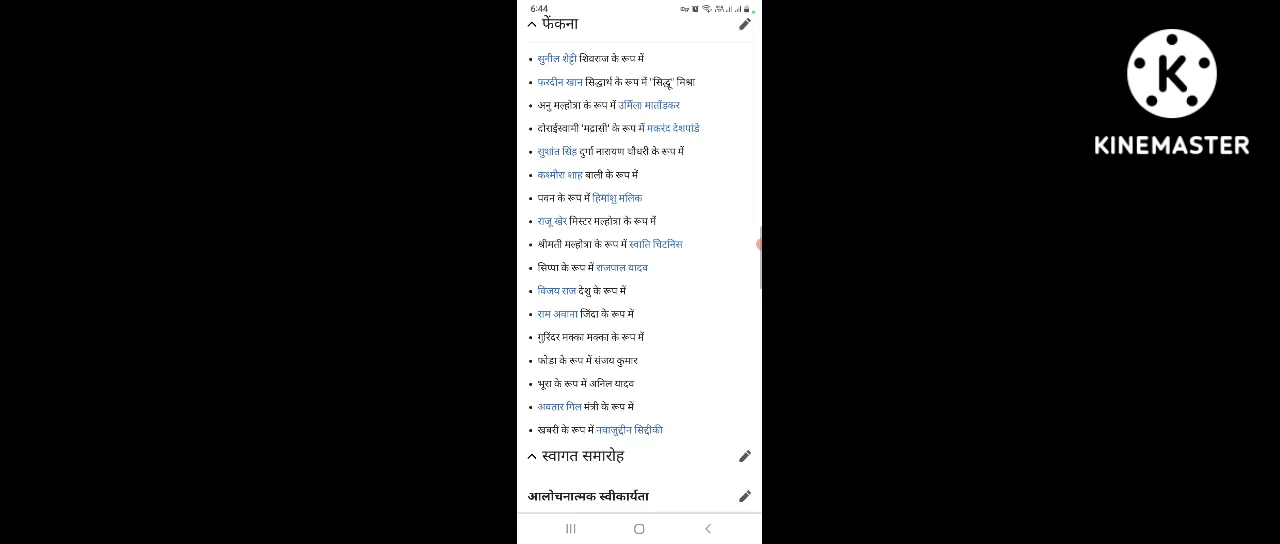 6:44
फेंकना
सुनील शेट्टी शिवराज के रूप में
फरदीन खान सिद्धार्थ के रूप में "सिद्धू" मिश्रा
अनु मल्होत्रा के रूप में उर्मिला मातोंडकर
दोराईस्वामी 'मद्रासी' के रूप में मकरंद देशपांडे
सुशांत सिंह दुर्गा नारायण चौधरी के रूप में
कश्मीरा शाह बाली के रूप में
पवन के रूप में हिमांशु मलिक
राजू खेर मिस्टर मल्होत्रा के रूप में
श्रीमती मल्होत्रा के रूप में स्वाति चिटनिस
सिप्पा के रूप में राजपाल यादव
विजय राज देशु के रूप में
राम अवाना जिंदा के रूप में
गुरिंदर मक्का मक्का के रूप में
फोडा के रूप में संजय कुमार
भूरा के रूप में अनिल यादव
अवतार गिल मंत्री के रूप में
खबरी के रूप में नवाजुद्दीन सिद्दीकी
स्वागत समारोह
आलोचनात्मक स्वीकार्यता
K
KINEMASTER